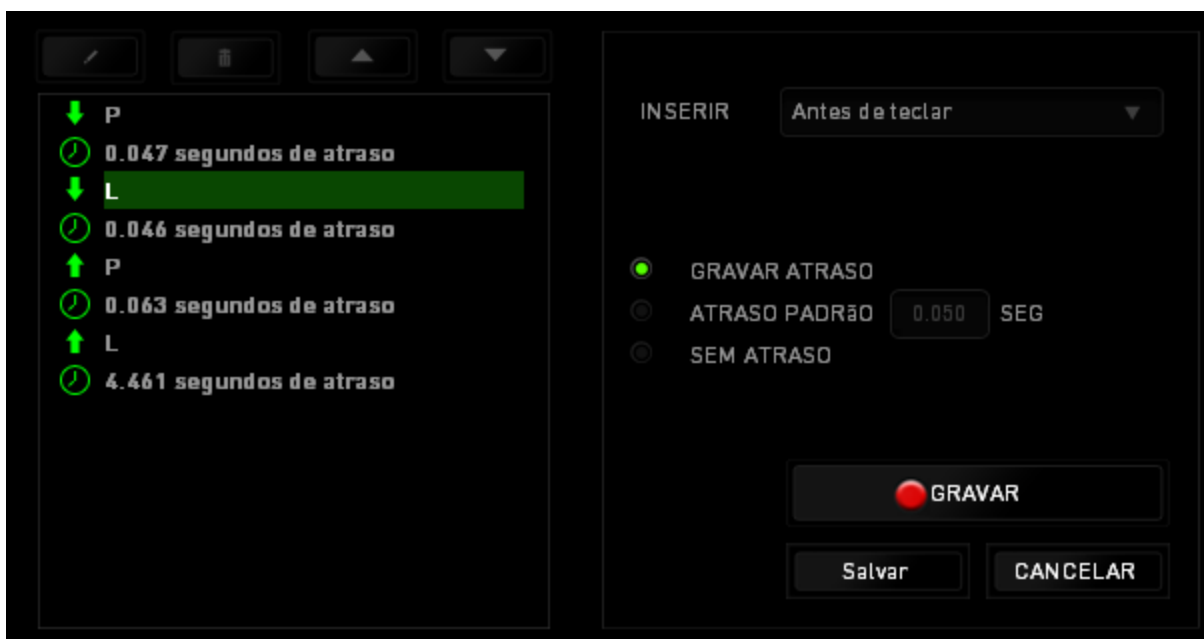 P
0.047 segundos de atraso
L
0.046 segundos de atraso
P
0.063 segundos de atraso
L
4.461 segundos de atraso
INSERIR Antes de teclar
GRAVAR ATRASO
ATRASO PADRãO 0.050 SEG
SEM ATRASO
GRAVAR
Salvar CANCELAR